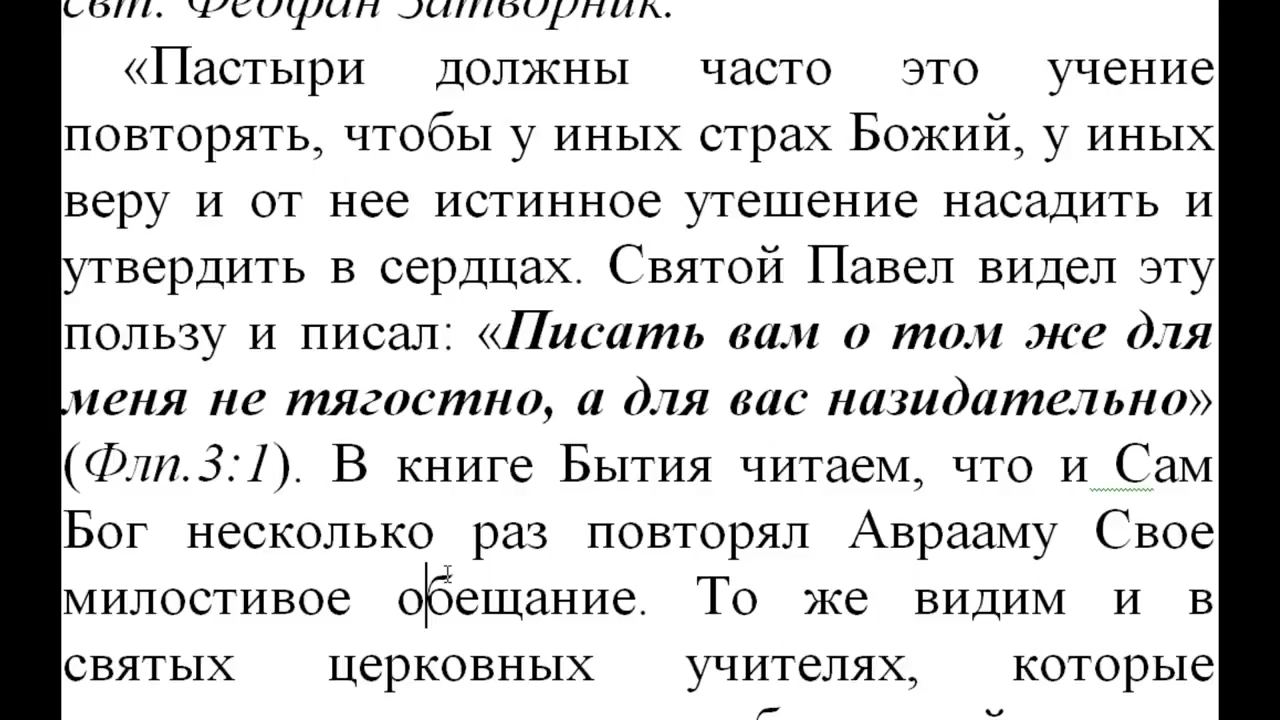 свт. Феофан Затворник.
«Пастыри должны часто это учение
повторять, чтобы у иных страх Божий, у иных
веру и от нее истинное утешение насадить и
утвердить в сердцах. Святой Павел видел эту
пользу и писал: «Писать вам о том же для
меня не тягостно, а для вас назидательно»
(Флп.3:1). В книге Бытия читаем, что и Сам
Бог несколько раз повторял Аврааму Свое
милостивое обещание. То же видим и в
святых церковных учителях, которые